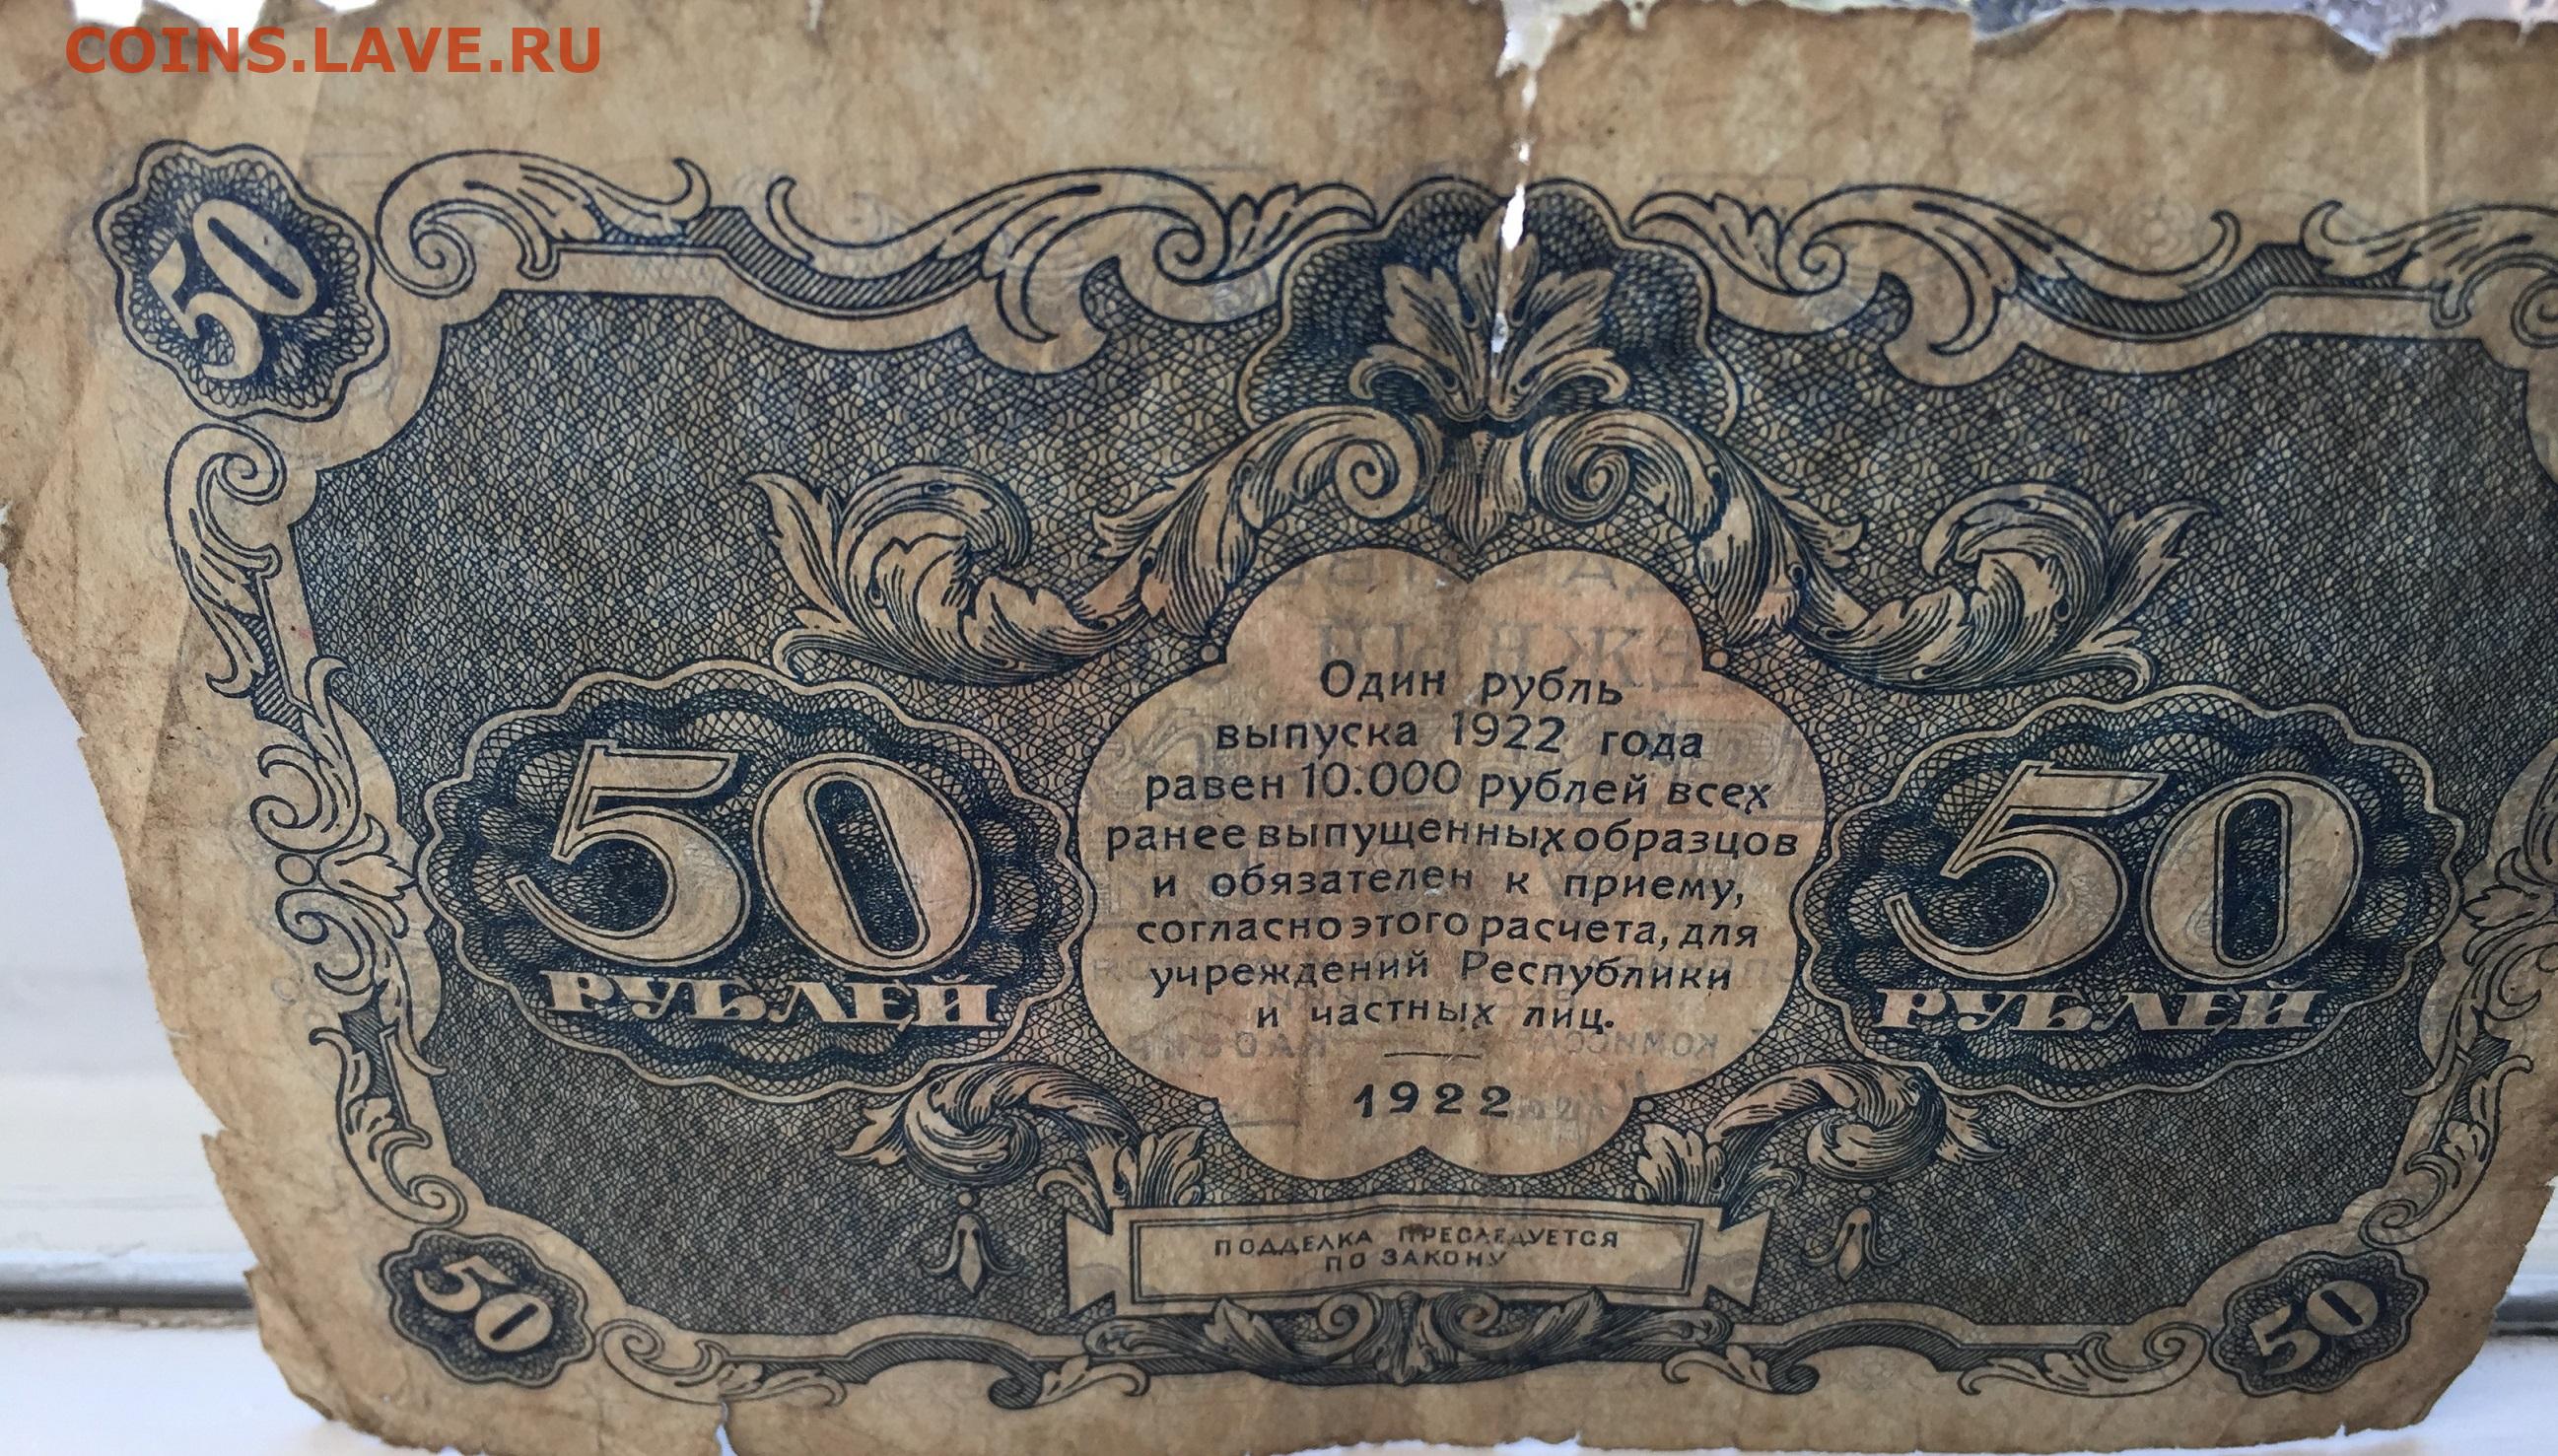 COINS.LAVE.RU
50
50
РУБЛЕЙ
Один рубль
выпуска 1922 года
равен 10.000 рублей всех
ранее выпущенных образцов
и обязателен к приему,
согласно этого расчета, для
учреждений Республики
и частных лиц.
1922
50
РУБЛЕЙ
ПОДДЕЛКА ПРЕСЛЕДУЕТСЯ
ПО ЗАКОНУ
50
50